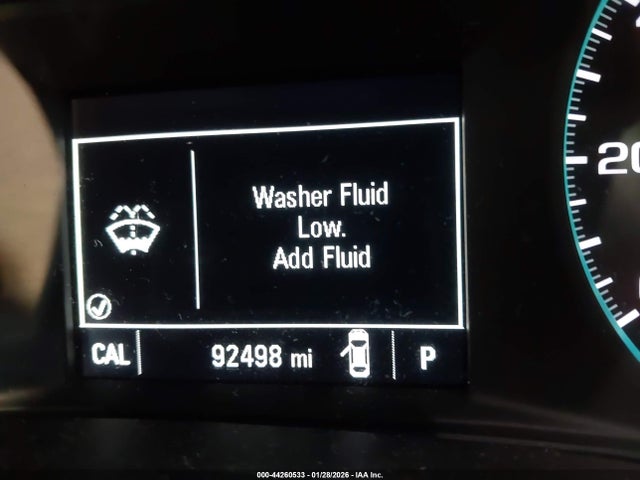 Washer Fluid
Low.
Add Fluid
CAL 92498 mi P
20
000-44260533 - 01/28/2026 - IAA Inc.